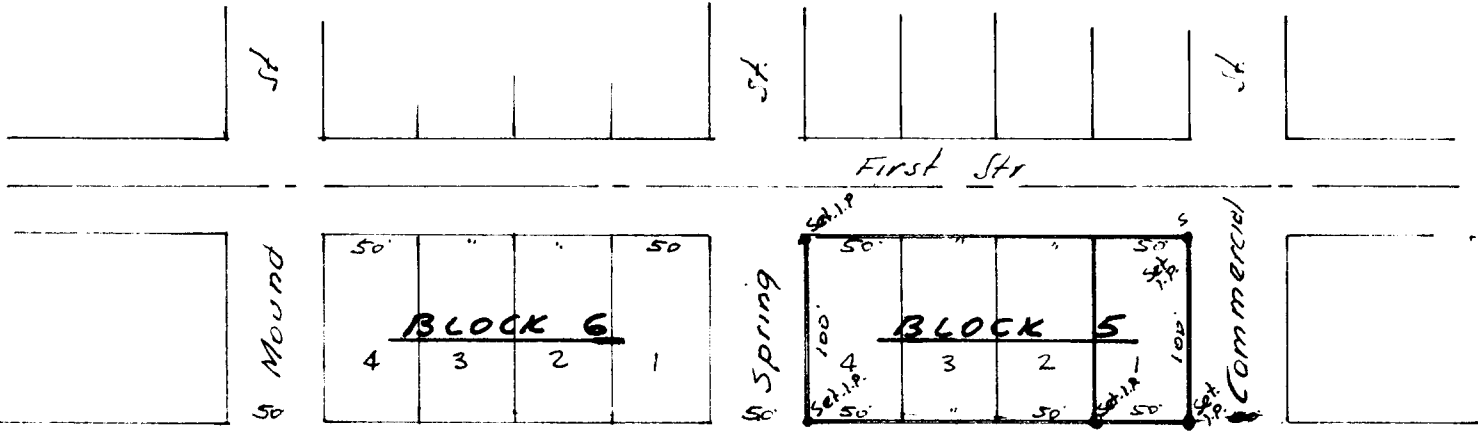 St
St.
St.
First Str
Set. I.P
S
50' " " 50
50' " " 50'
Set I.P.
Mound
Spring
Commercial
BLOCK 6
BLOCK 5
100'
100'
4 3 2 1
4 3 2 1
Set. I.P.
Set. I.P.
Set. I.P.
50
50'
50' " 50' 50'